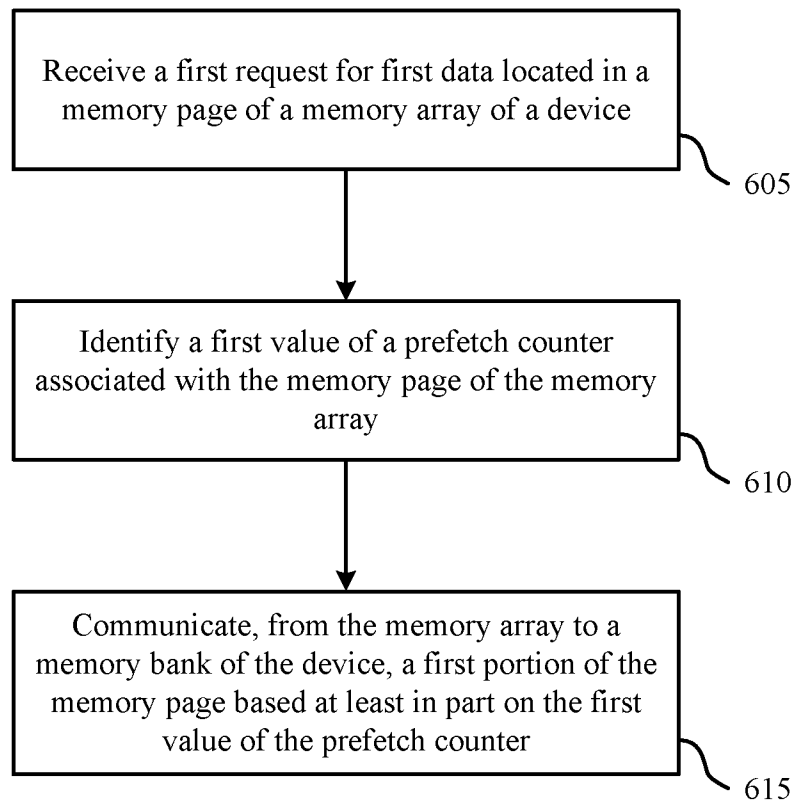 Receive a first request for first data located in a
memory page of a memory array of a device
605
Identify a first value of a prefetch counter
associated with the memory page of the memory
array
610
Communicate, from the memory array to a
memory bank of the device, a first portion of the
memory page based at least in part on the first
value of the prefetch counter
615